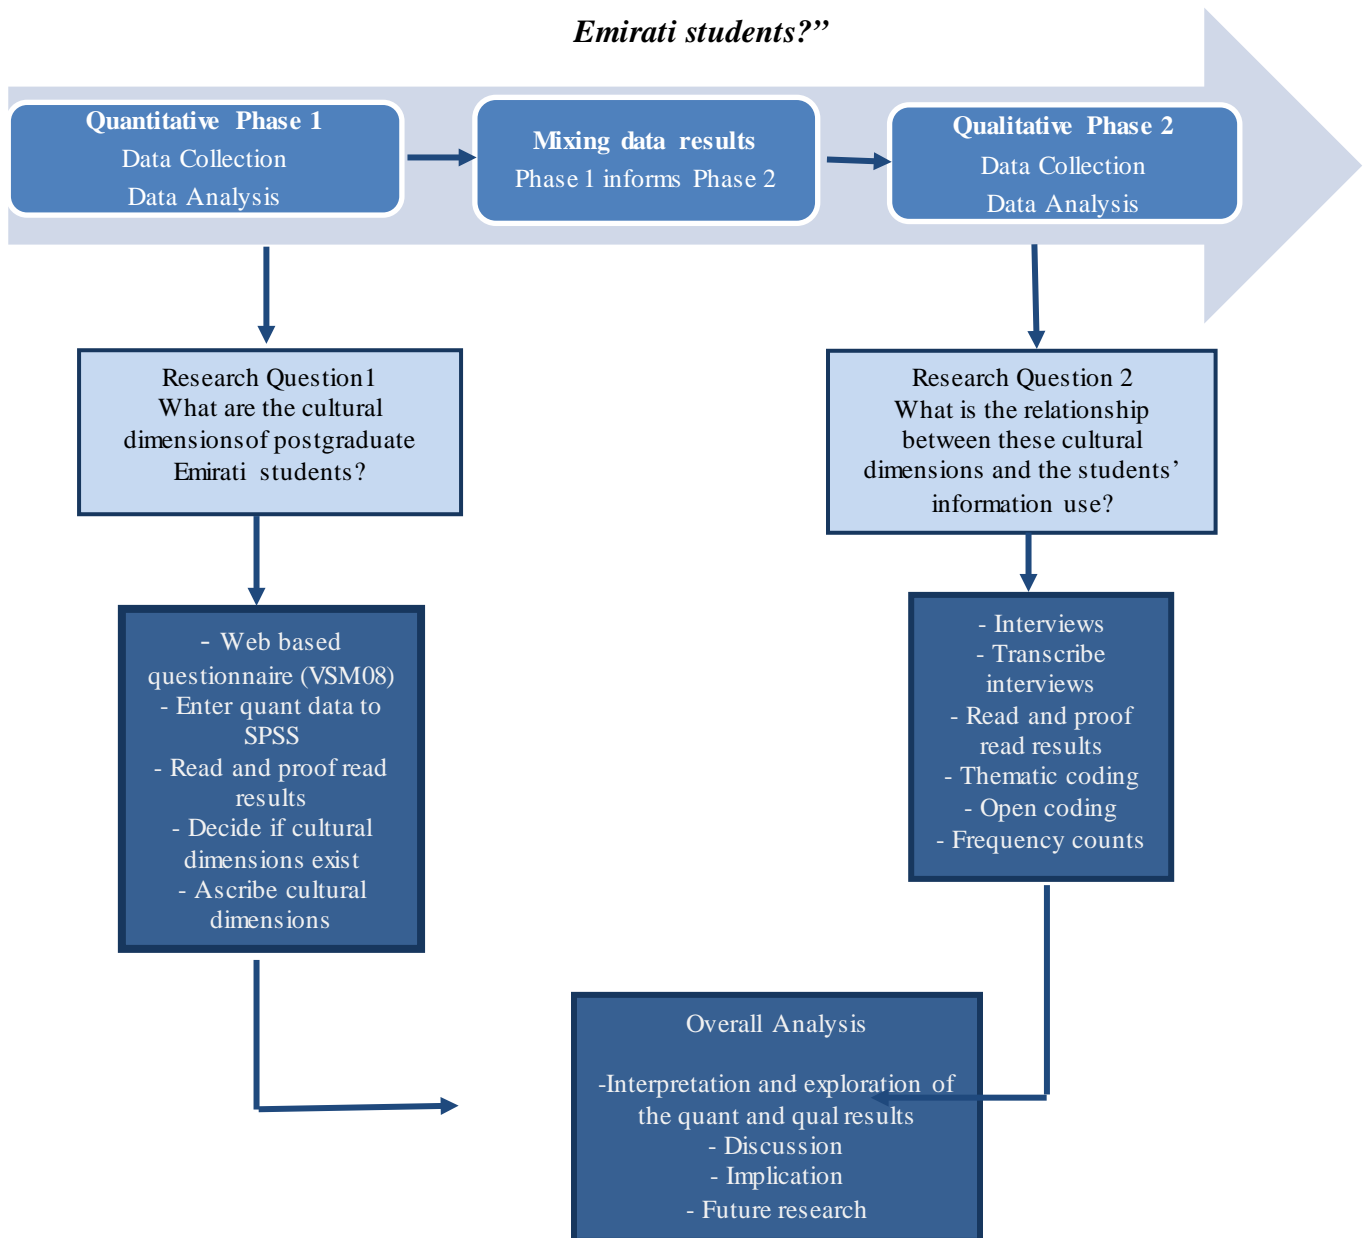 Emirati students?”
Quantitative Phase 1
Data Collection
Data Analysis
Mixing data results
Phase 1 informs Phase 2
Qualitative Phase 2
Data Collection
Data Analysis
Research Question1
What are the cultural
dimensions of postgraduate
Emirati students?
Research Question 2
What is the relationship
between these cultural
dimensions and the students’
information use?
- Web based
questionnaire (VSM08)
- Enter quant data to
SPSS
- Read and proof read
results
- Decide if cultural
dimensions exist
- Ascribe cultural
dimensions
- Interviews
- Transcribe
interviews
- Read and proof
read results
- Thematic coding
- Open coding
- Frequency counts
Overall Analysis
-Interpretation and exploration of
the quant and qual results
- Discussion
- Implication
- Future research